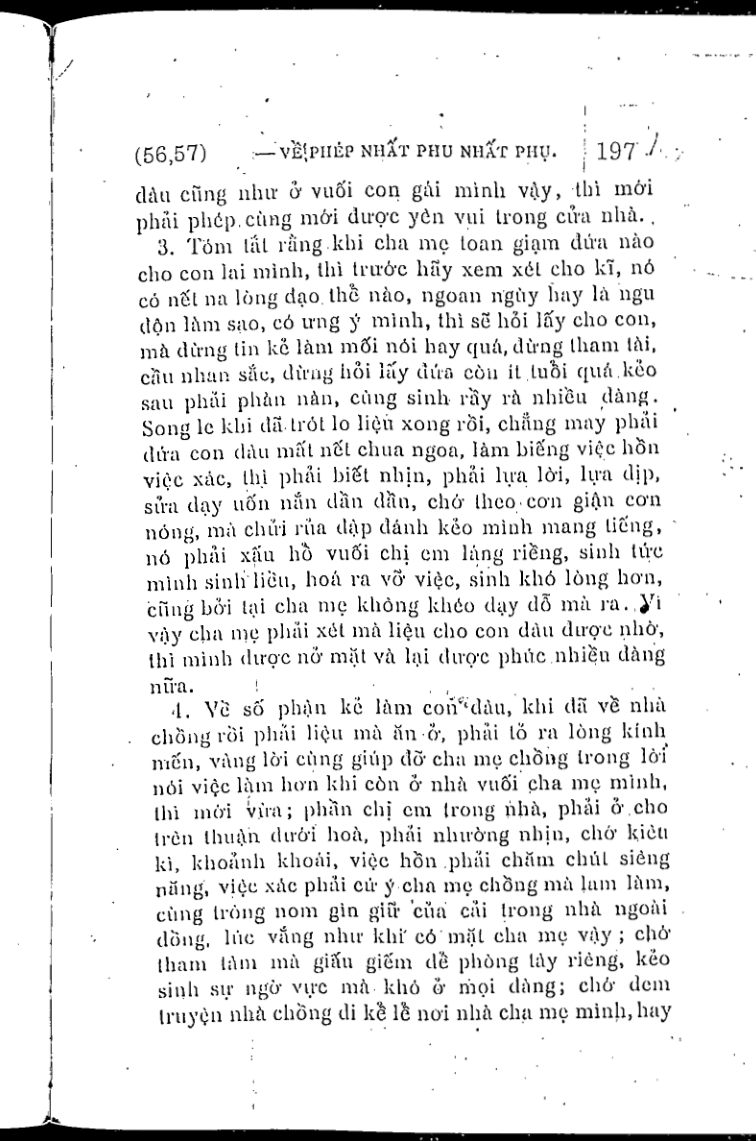 (56,57) — VỀ PHÉP NHẤT PHU NHẤT PHỤ. 197
dâu cũng như ở vuối con gái mình vậy, thì mới
phải phép cùng mới được yên vui trong cửa nhà.
3. Tóm tắt rằng khi cha mẹ toan giạm đứa nào
cho con lai mình, thì trước hãy xem xét cho kĩ, nó
có nết na lòng đạo thể nào, ngoan ngùy hay là ngu
độn làm sao, có ưng ý mình, thì sẽ hỏi lấy cho con,
mà đừng tin kẻ làm mối nói hay quá, đừng tham tài,
cầu nhan sắc, đừng hỏi lấy đứa còn ít tuổi quá kẻo
sau phải phàn nàn, cùng sinh rầy rà nhiều đàng.
Song le khi đã trót lo liệu xong rồi, chẳng may phải
đứa con dâu mất nết chua ngoa, làm biếng việc hồn
việc xác, thì phải biết nhịn, phải lựa lời, lựa dịp,
sửa dạy uốn nắn dần dần, chớ theo cơn giận cơn
nóng, mà chửi rủa đập đánh kẻo mình mang tiếng,
nó phải xấu hổ vuối chị em láng riềng, sinh tức
mình sinh liều, hoá ra vỡ việc, sinh khó lòng hơn,
cũng bởi tại cha mẹ không khéo dạy dỗ mà ra. Vì
vậy cha mẹ phải xét mà liệu cho con dâu được nhờ,
thì mình được nở mặt và lại được phúc nhiều đàng
nữa.
4. Về số phận kẻ làm con dâu, khi đã về nhà
chồng rồi phải liệu mà ăn ở, phải tỏ ra lòng kính
mến, vâng lời cùng giúp đỡ cha mẹ chồng trong lời
nói việc làm hơn khi còn ở nhà vuối cha mẹ mình,
thì mới vừa; phần chị em trong nhà, phải ở cho
trên thuận dưới hoà, phải nhường nhịn, chớ kiêu
kì, khoảnh khoái, việc hồn phải chăm chút siêng
năng, việc xác phải cứ ý cha mẹ chồng mà lam làm,
cùng trông nom gìn giữ của cải trong nhà ngoài
đồng, lúc vắng như khi có mặt cha mẹ vậy; chớ
tham tàm mà giấu giếm để phòng tây riêng, kẻo
sinh sự ngờ vực mà khó ở mọi đàng; chớ đem
truyện nhà chồng đi kể lể nơi nhà cha mẹ mình, hay